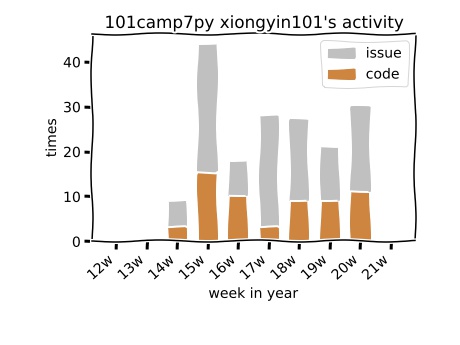 101camp7py xiongyin101's activity
issue
code
times
40
30
20
10
0
12w 13w 14w 15w 16w 17w 18w 19w 20w 21w
week in year